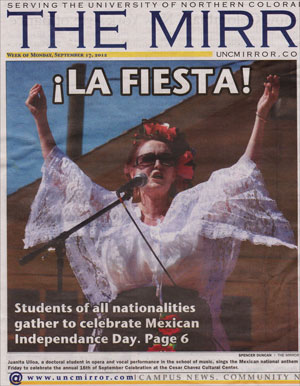 SERVING THE UNIVERSITY OF NORTHERN COLORA
THE MIRR
WEEK OF MONDAY, SEPTEMBER 17, 2012
UNCMIRROR.CO
¡LA FIESTA!
Students of all nationalities
gather to celebrate Mexican
Independance Day. Page 6
SPENCER DUNCAN | THE MIRROR
Juanita Ulloa, a doctoral student in opera and vocal performance in the school of music, sings the Mexican national anthem
Friday to celebrate the annual 16th of September Celebration at the Cesar Chavez Cultural Center.
@ www.uncmirror.com | CAMPUS NEWS. COMMUNITY N